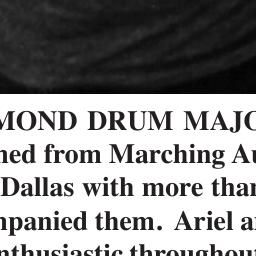 MOND DRUM MAJO
ned from Marching Au
Dallas with more than
mpanied them. Ariel a
nthusiastic throughout